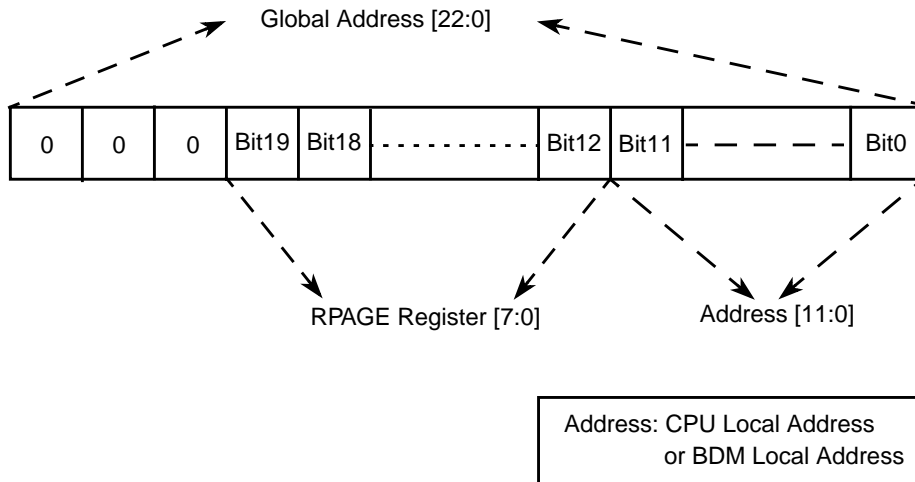 Global Address [22:0]
0 0 0 Bit19 Bit18 Bit12 Bit11 Bit0
RPAGE Register [7:0] Address [11:0]
Address: CPU Local Address
or BDM Local Address